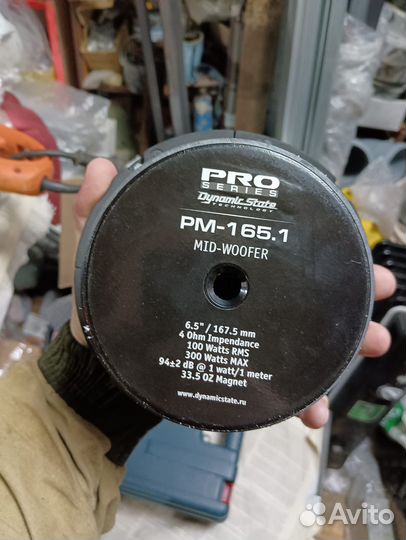 PRO
SERIES
Dynamic State
TECHNOLOGY
PM-165.1
MID-WOOFER
6.5" / 167.5 mm
4 Ohm Impendance
100 Watts RMS
300 Watts MAX
94±2 dB @ 1 watt/1 meter
33.5 OZ Magnet
www.dynamicstate.ru
Avito